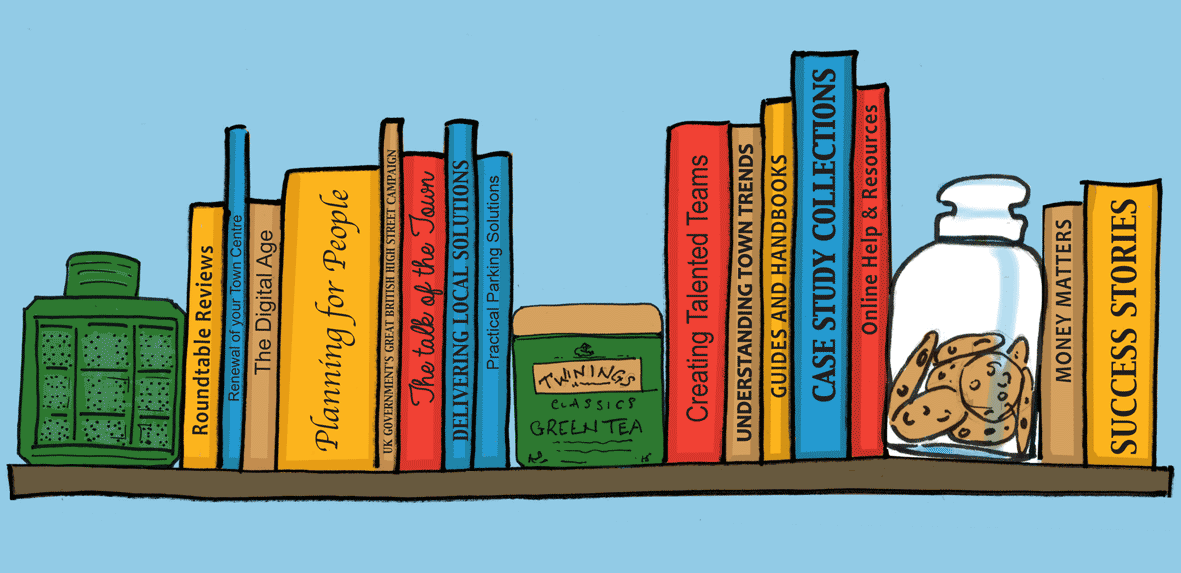 Roundtable Reviews
Renewal of your Town Centre
The Digital Age
Planning for People
UK GOVERNMENT'S GREAT BRITISH HIGH STREET CAMPAIGN
The talk of the Town
DELIVERING LOCAL SOLUTIONS
Practical Parking Solutions
TWININGS
CLASSICS
GREEN TEA
Creating Talented Teams
UNDERSTANDING TOWN TRENDS
GUIDES AND HANDBOOKS
CASE STUDY COLLECTIONS
Online Help & Resources
MONEY MATTERS
SUCCESS STORIES